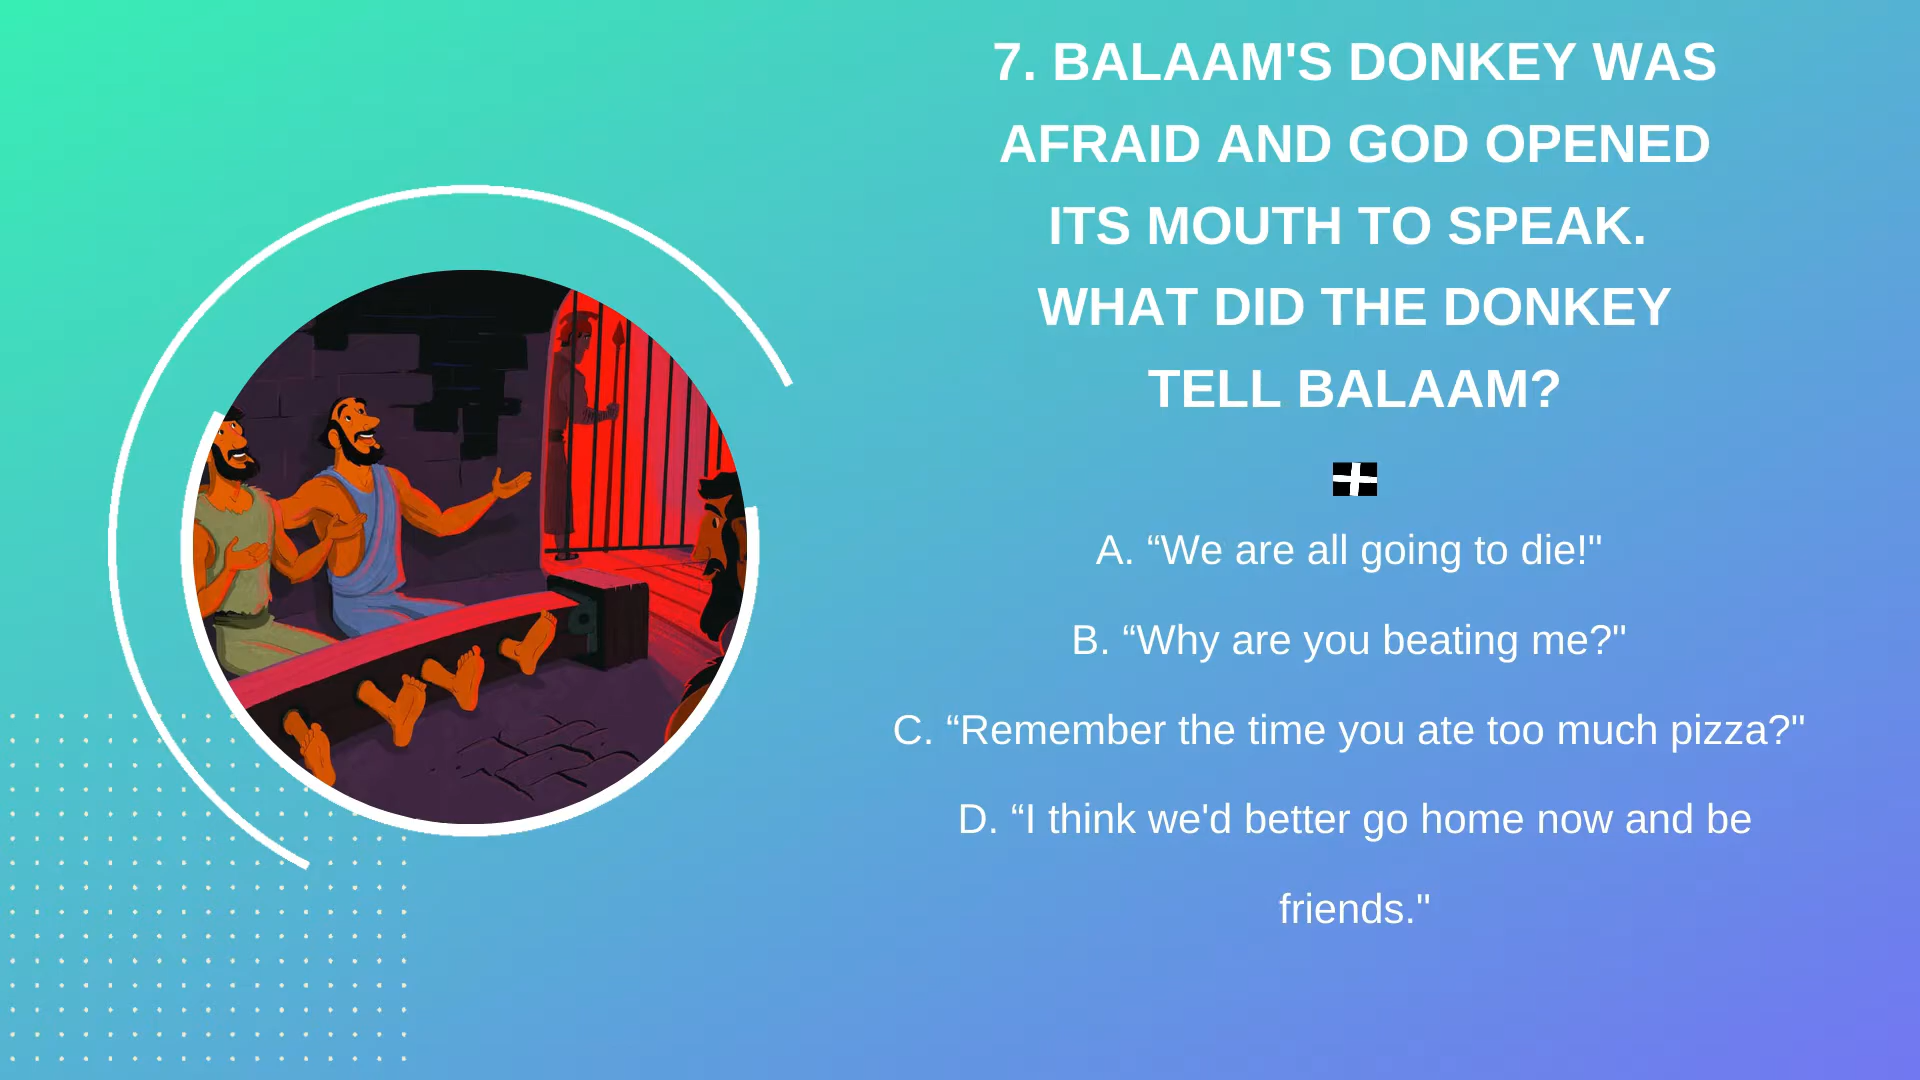 7. BALAAM'S DONKEY WAS
AFRAID AND GOD OPENED
ITS MOUTH TO SPEAK.
WHAT DID THE DONKEY
TELL BALAAM?
A. “We are all going to die!"
B. “Why are you beating me?"
C. “Remember the time you ate too much pizza?"
D. “I think we'd better go home now and be
friends."